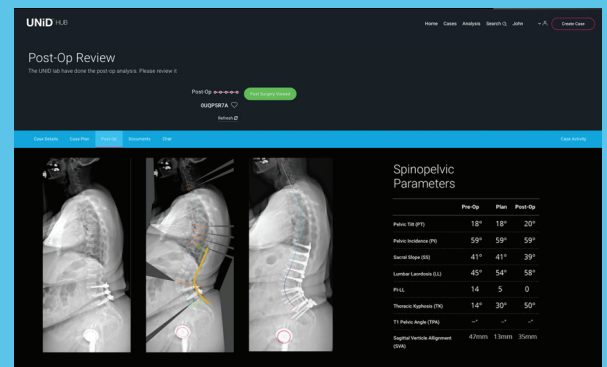 UNiD HUB
Home Cases Analysis Search John Create Case
Post-Op Review
The UNiD lab have done the post-op analysis. Please review it
Post-Op Post Surgery Viewed
0UQP5R7A
Refresh
Case Details Case Plan Post-Op Documents Chat Case Activity
Spinopelvic
Parameters
Pre-Op Plan Post-Op
Pelvic Tilt (PT) 18° 18° 20°
Pelvic Incidence (PI) 59° 59° 59°
Sacral Slope (SS) 41° 41° 39°
Lumbar Lordosis (LL) 45° 54° 58°
PI-LL 14 5 0
Thoracic Kyphosis (TK) 14° 30° 50°
T1 Pelvic Angle (TPA) -° -° -°
Sagittal Verticle Allignment 47mm 13mm 35mm
(SVA)